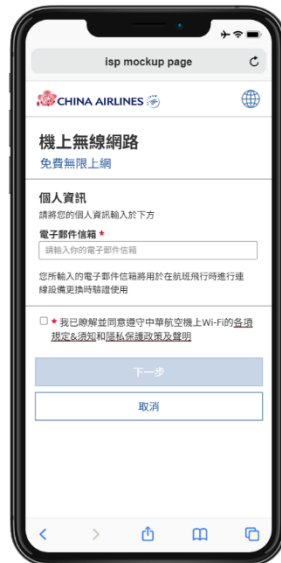 isp mockup page
CHINA AIRLINES
機上無線網路
免費無限上網
個人資訊
請將您的個人資訊輸入於下方
電子郵件信箱 *
請輸入你的電子郵件信箱
您所輸入的電子郵件信箱將用於在航班飛行時進行連
線設備更換時驗證使用
* 我已瞭解並同意遵守中華航空機上Wi-Fi的各項
規定&須知和隱私保護政策及聲明
下一步
取消